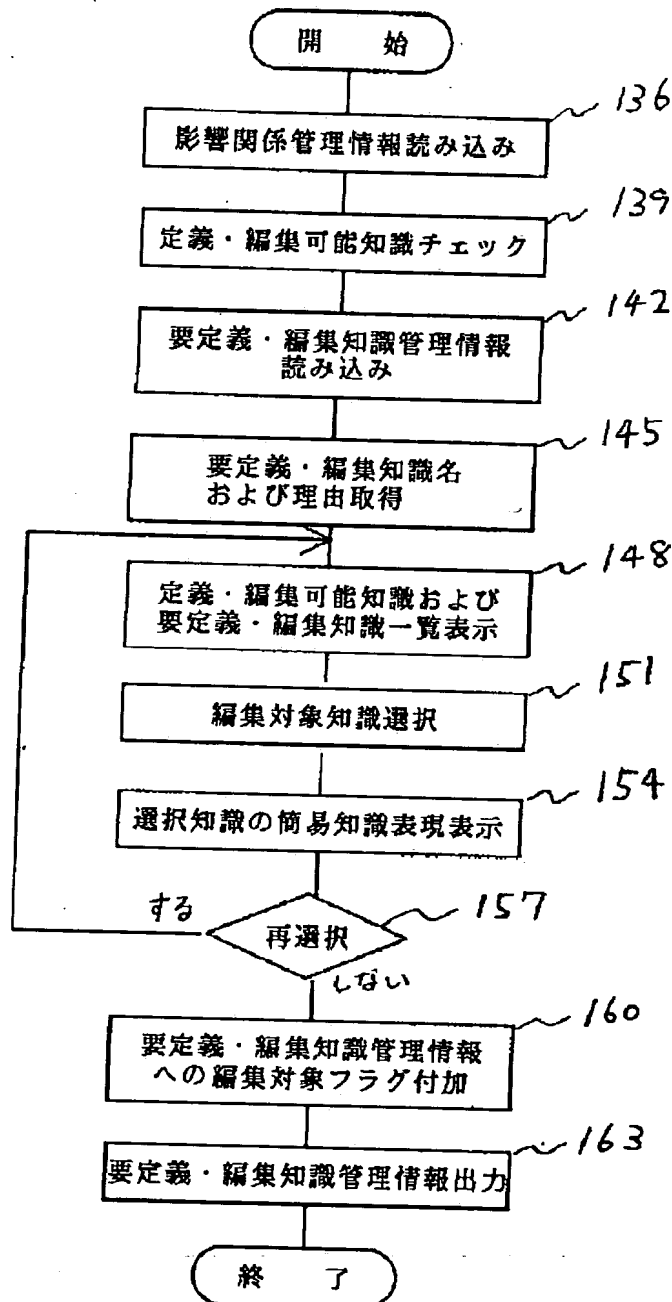 開 始
136
影響関係管理情報読み込み
139
定義・編集可能知識チェック
142
要定義・編集知識管理情報
読み込み
145
要定義・編集知識名
および理由取得
148
定義・編集可能知識および
要定義・編集知識一覧表示
151
編集対象知識選択
154
選択知識の簡易知識表現表示
157
する
再選択
しない
160
要定義・編集知識管理情報
への編集対象フラグ付加
163
要定義・編集知識管理情報出力
終 了